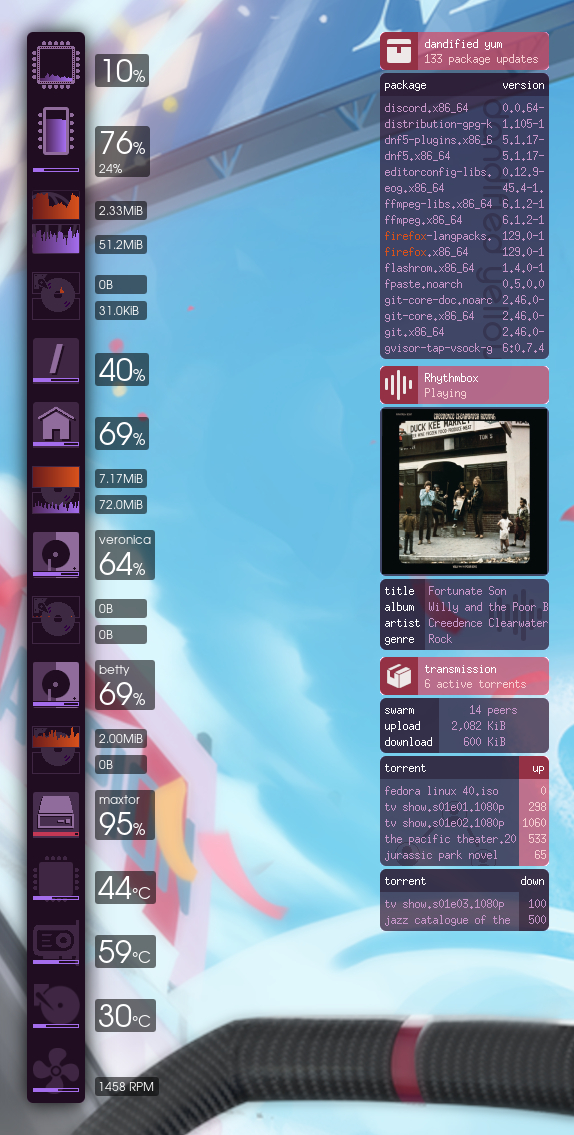 10%
76%
24%
2.33MiB
51.2MiB
0B
31.0KiB
40%
69%
7.17MiB
72.0MiB
veronica
64%
0B
0B
betty
69%
2.00MiB
0B
maxtor
95%
44°C
59°C
30°C
1458 RPM
dandified yum
133 package updates
package version
discord.x86_64 0.0.64-
distribution-gpg-k 1.105-1
dnf5-plugins.x86_6 5.1.17-
dnf5.x86_64 5.1.17-
editorconfig-libs. 0.12.9-
eog.x86_64 45.4-1.
ffmpeg-libs.x86_64 6.1.2-1
ffmpeg.x86_64 6.1.2-1
firefox-langpacks. 129.0-1
firefox.x86_64 129.0-1
flashrom.x86_64 1.4.0-1
fpaste.noarch 0.5.0.0
git-core-doc.noarc 2.46.0-
git-core.x86_64 2.46.0-
git.x86_64 2.46.0-
gvisor-tap-vsock-g 6:0.7.4
Rhythmbox
Playing
DUCK KEE MARKET
title Fortunate Son
album Willy and the Poor B
artist Creedence Clearwater
genre Rock
transmission
6 active torrents
swarm 14 peers
upload 2,082 KiB
download 600 KiB
torrent up
fedora linux 40.iso 0
tv show.s01e01.1080p 298
tv show.s01e02.1080p 1060
the pacific theater.20 533
jurassic park novel 65
torrent down
tv show.s01e03.1080p 100
jazz catalogue of the 500